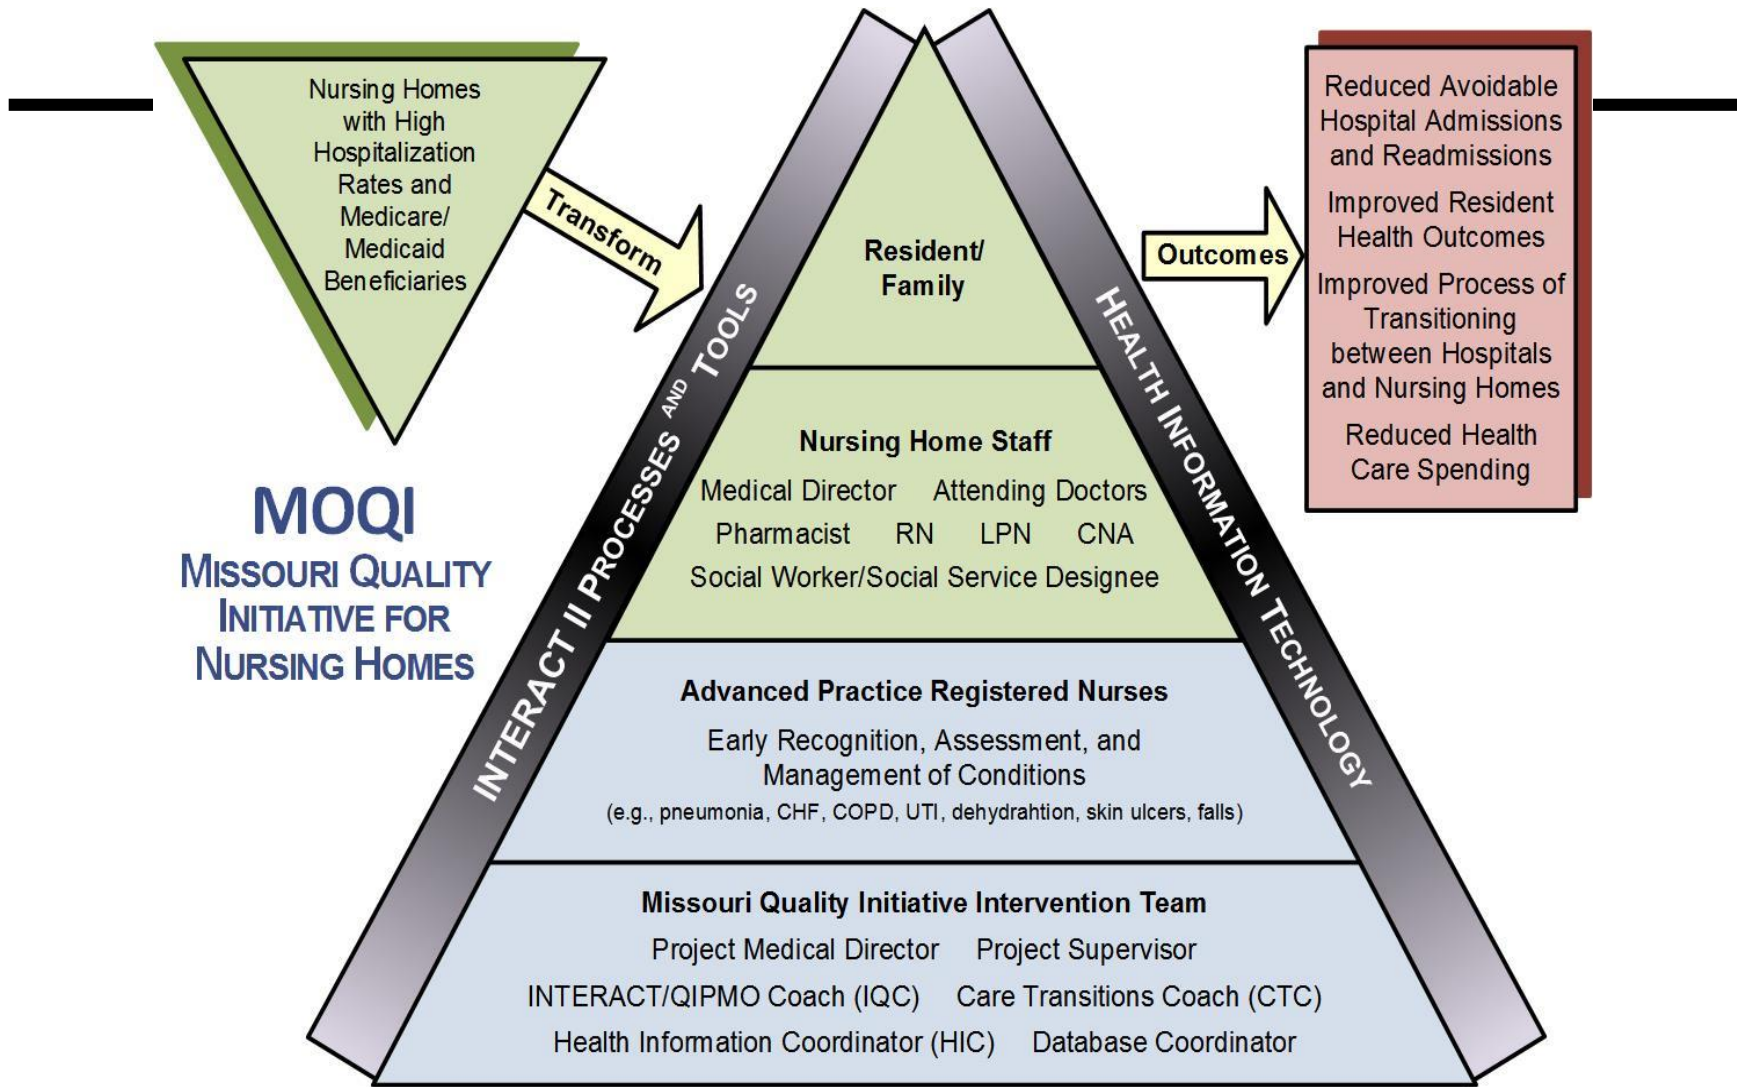 Nursing Homes
with High
Hospitalization
Rates and
Medicare/
Medicaid
Beneficiaries
Transform
MOQI
MISSOURI QUALITY
INITIATIVE FOR
NURSING HOMES
INTERACT II PROCESSES AND TOOLS
Resident/
Family
Nursing Home Staff
Medical Director Attending Doctors
Pharmacist RN LPN CNA
Social Worker/Social Service Designee
Advanced Practice Registered Nurses
Early Recognition, Assessment, and
Management of Conditions
(e.g., pneumonia, CHF, COPD, UTI, dehydrahtion, skin ulcers, falls)
Missouri Quality Initiative Intervention Team
Project Medical Director Project Supervisor
INTERACT/QIPMO Coach (IQC) Care Transitions Coach (CTC)
Health Information Coordinator (HIC) Database Coordinator
HEALTH INFORMATION TECHNOLOGY
Outcomes
Reduced Avoidable
Hospital Admissions
and Readmissions
Improved Resident
Health Outcomes
Improved Process of
Transitioning
between Hospitals
and Nursing Homes
Reduced Health
Care Spending